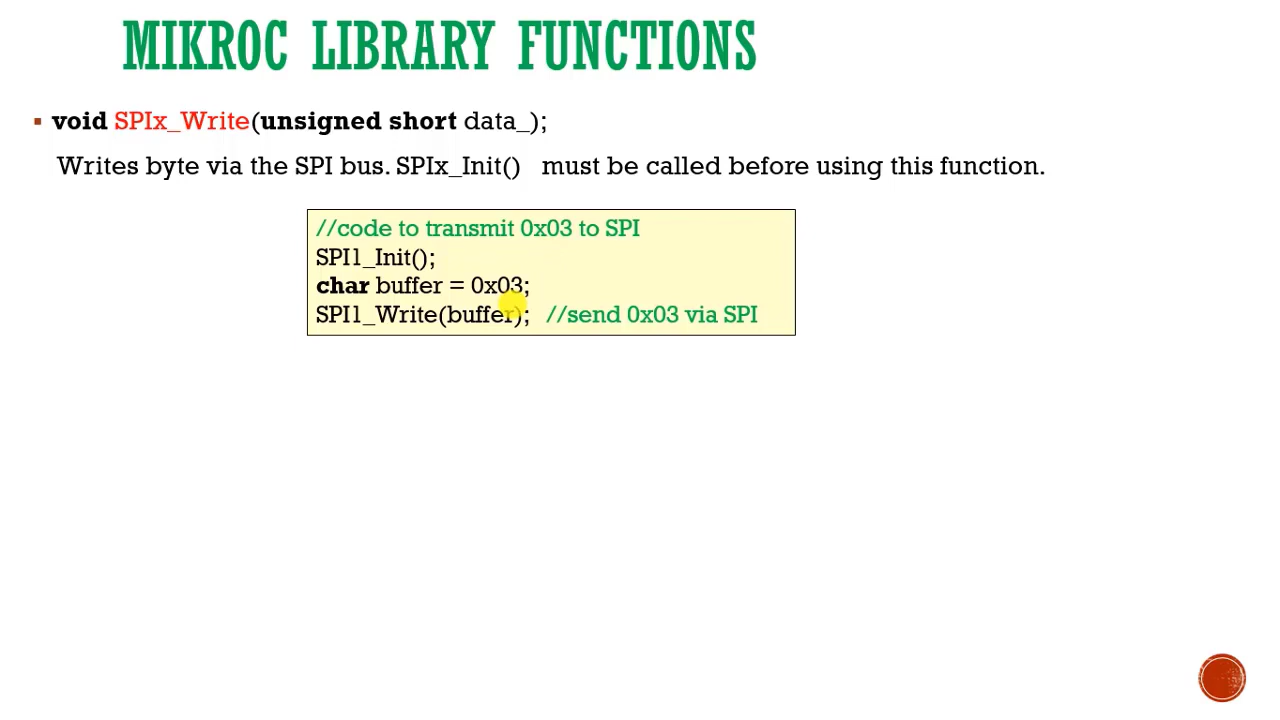 MIKROC LIBRARY FUNCTIONS
▪ void SPIx_Write(unsigned short data_);
Writes byte via the SPI bus. SPIx_Init() must be called before using this function.
//code to transmit 0x03 to SPI
SPI1_Init();
char buffer = 0x03;
SPI1_Write(buffer); //send 0x03 via SPI